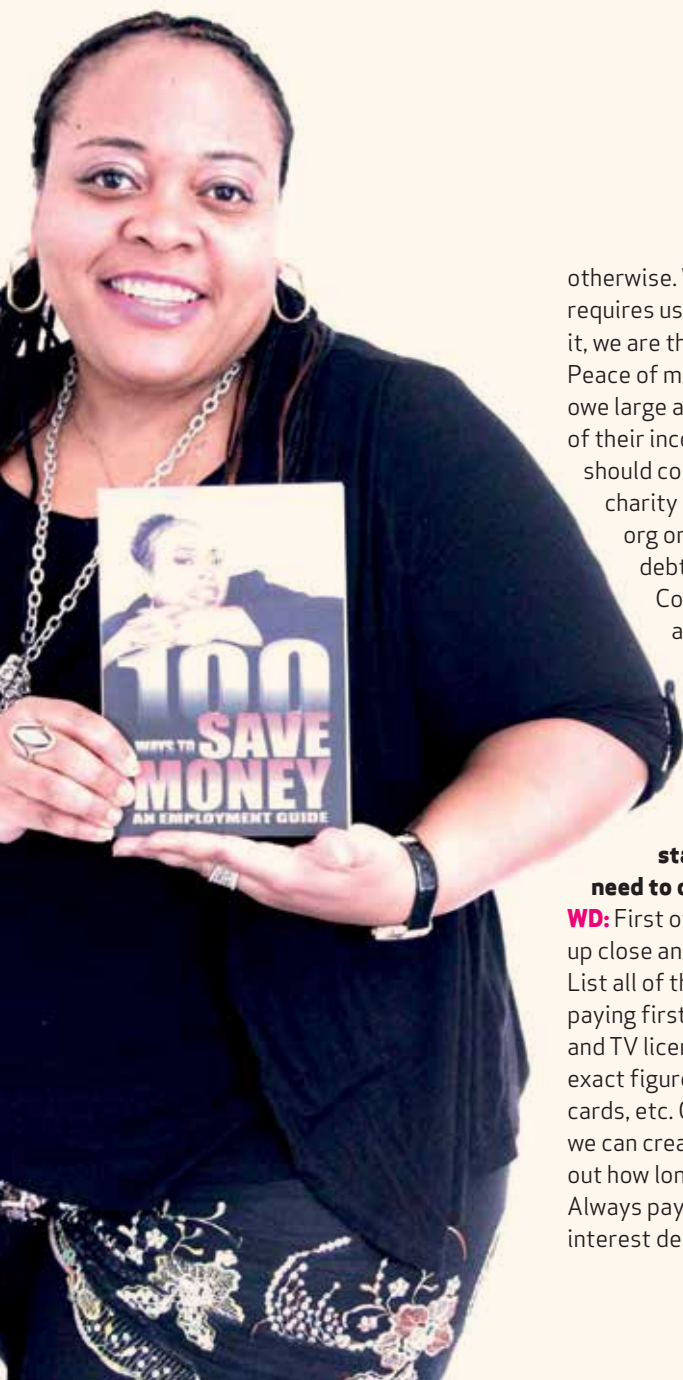 100
WAYS TO SAVE
MONEY
AN EMPLOYMENT GUIDE
otherwise.
requires us
it, we are th
Peace of m
owe large a
of their inco
should co
charity
org or
debt
Co
a
sta
need to
WD: First o
up close an
List all of th
paying first
and TV licen
exact figure
cards, etc.
we can crea
out how lon
Always pay
interest de